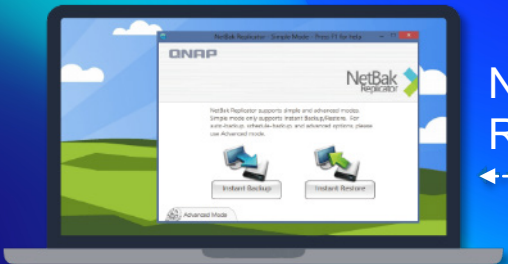 NetBak Replicator - Simple Mode - Press F1 for help
QNAP
NetBak
Replicator
NetBak Replicator supports simple and advanced modes.
Simple mode only supports Instant Backup/Restore. For
auto-backup, schedule-backup, and advanced options, please
use Advanced mode.
Instant Backup
Instant Restore
Advanced Mode
N
R